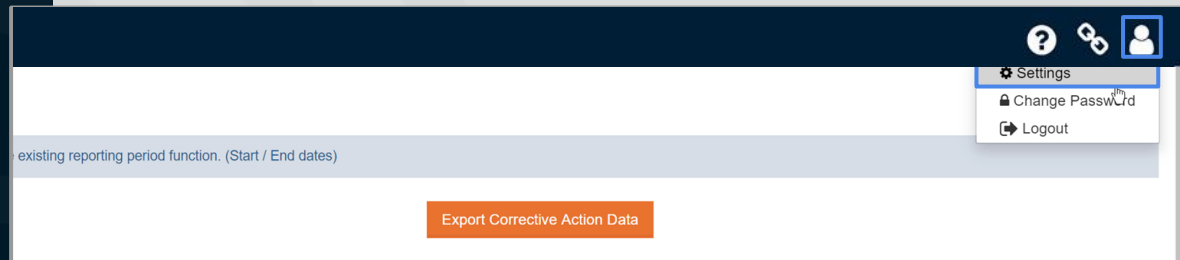 Settings
Change Password
Logout
existing reporting period function. (Start / End dates)
Export Corrective Action Data